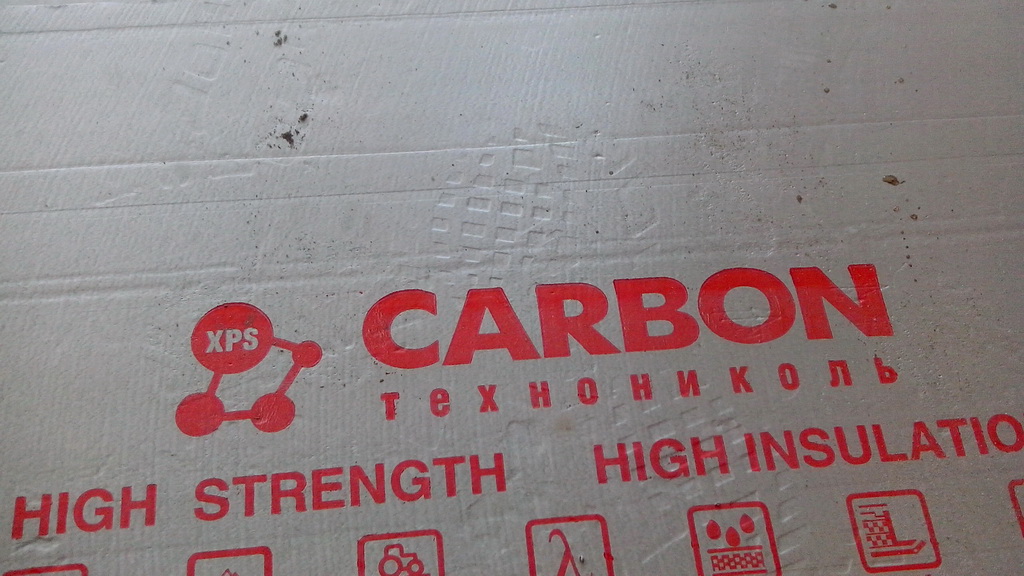 XPS
CARBON
технониколь
HIGH STRENGTH HIGH INSULATIO
λ